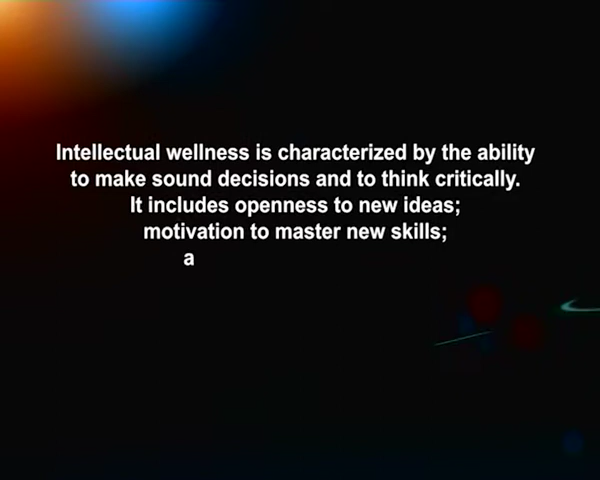 Intellectual wellness is characterized by the ability
to make sound decisions and to think critically.
It includes openness to new ideas;
motivation to master new skills;
a